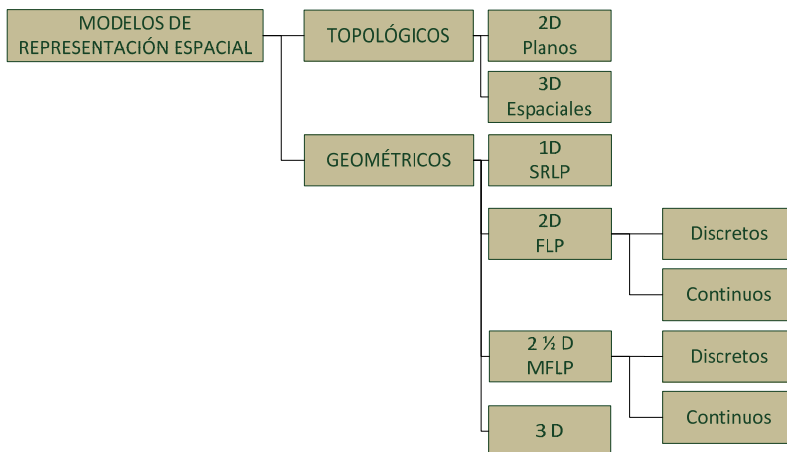 MODELOS DE
REPRESENTACIÓN ESPACIAL
TOPOLÓGICOS
2D
Planos
3D
Espaciales
GEOMÉTRICOS
1D
SRLP
2D
FLP
Discretos
Continuos
2 ½ D
MFLP
Discretos
Continuos
3 D